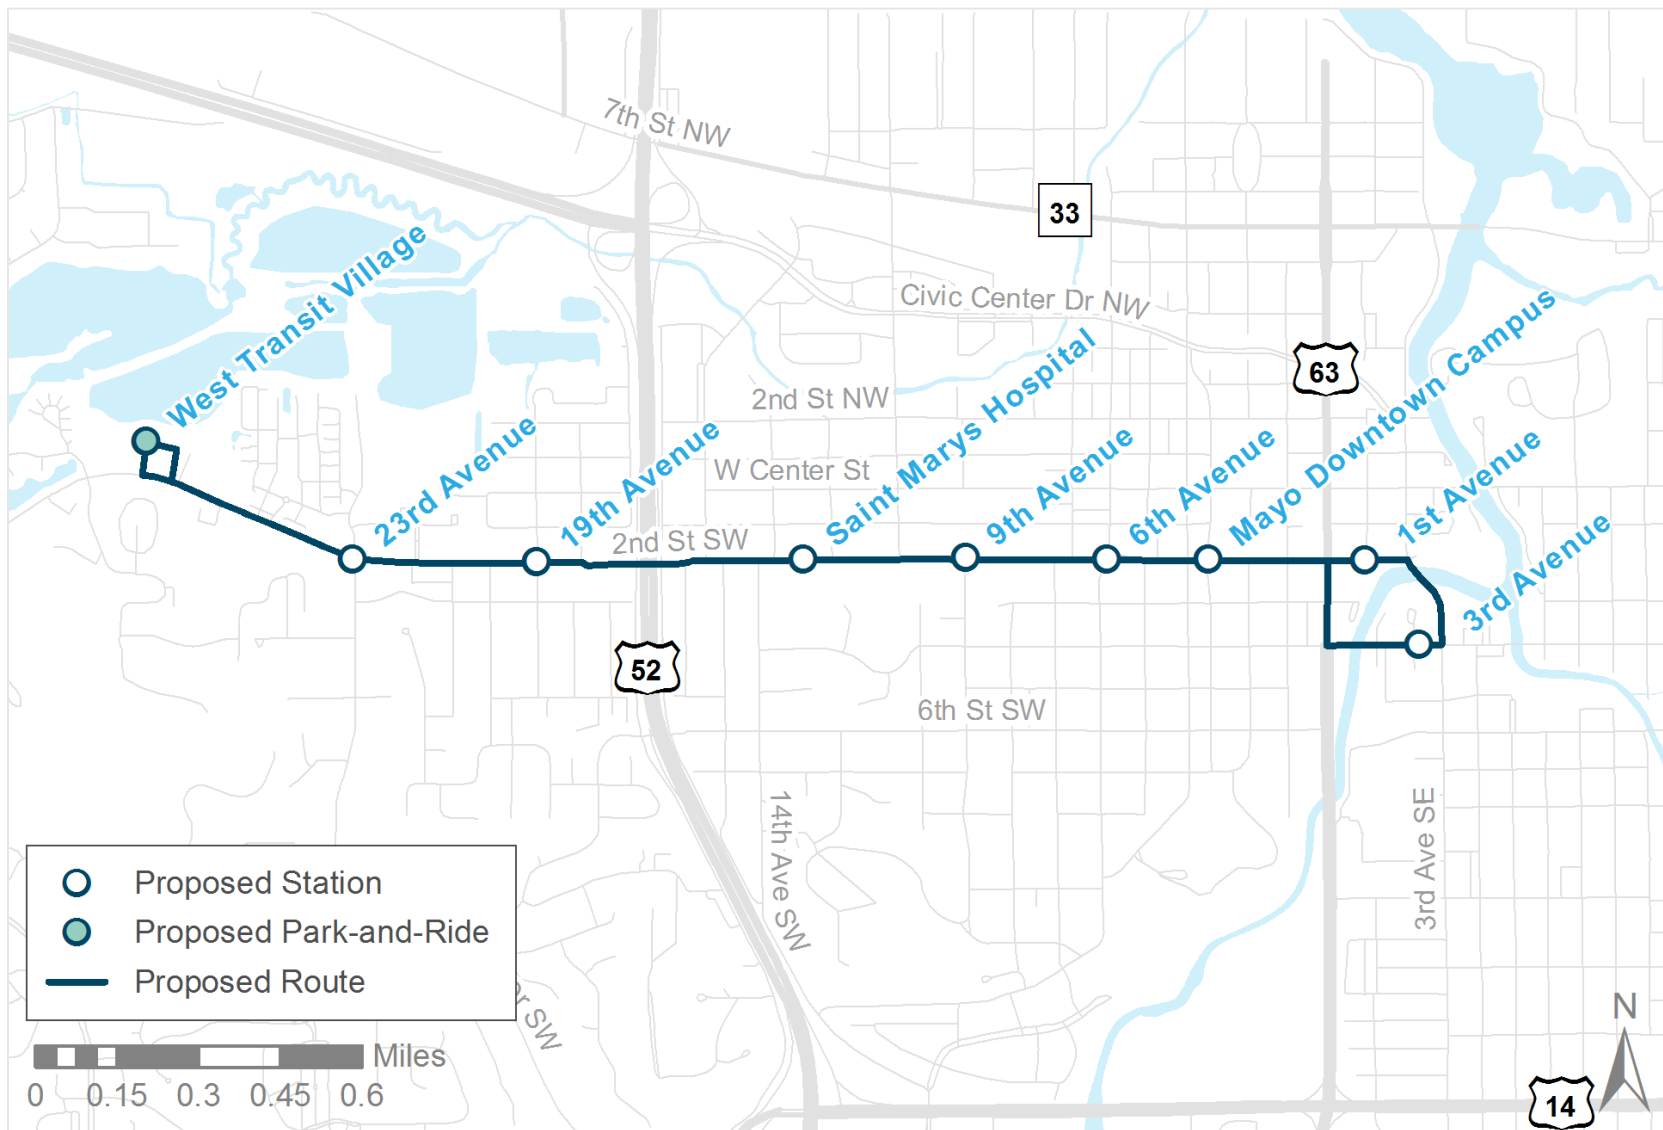 7th St NW
33
Civic Center Dr NW
63
West Transit Village
2nd St NW
W Center St
23rd Avenue
19th Avenue
2nd St SW
Saint Marys Hospital
9th Avenue
6th Avenue
Mayo Downtown Campus
1st Avenue
3rd Avenue
52
6th St SW
14th Ave SW
3rd Ave SE
Proposed Station
Proposed Park-and-Ride
Proposed Route
SW
Miles
0 0.15 0.3 0.45 0.6
N
14